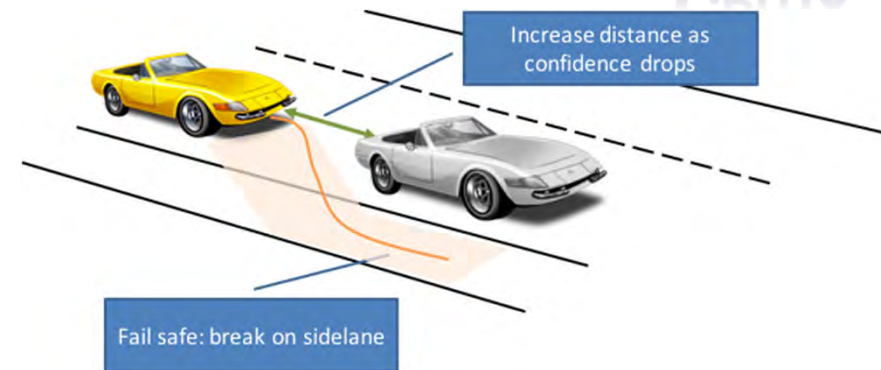 Increase distance as
confidence drops
Fail safe: break on sidelane